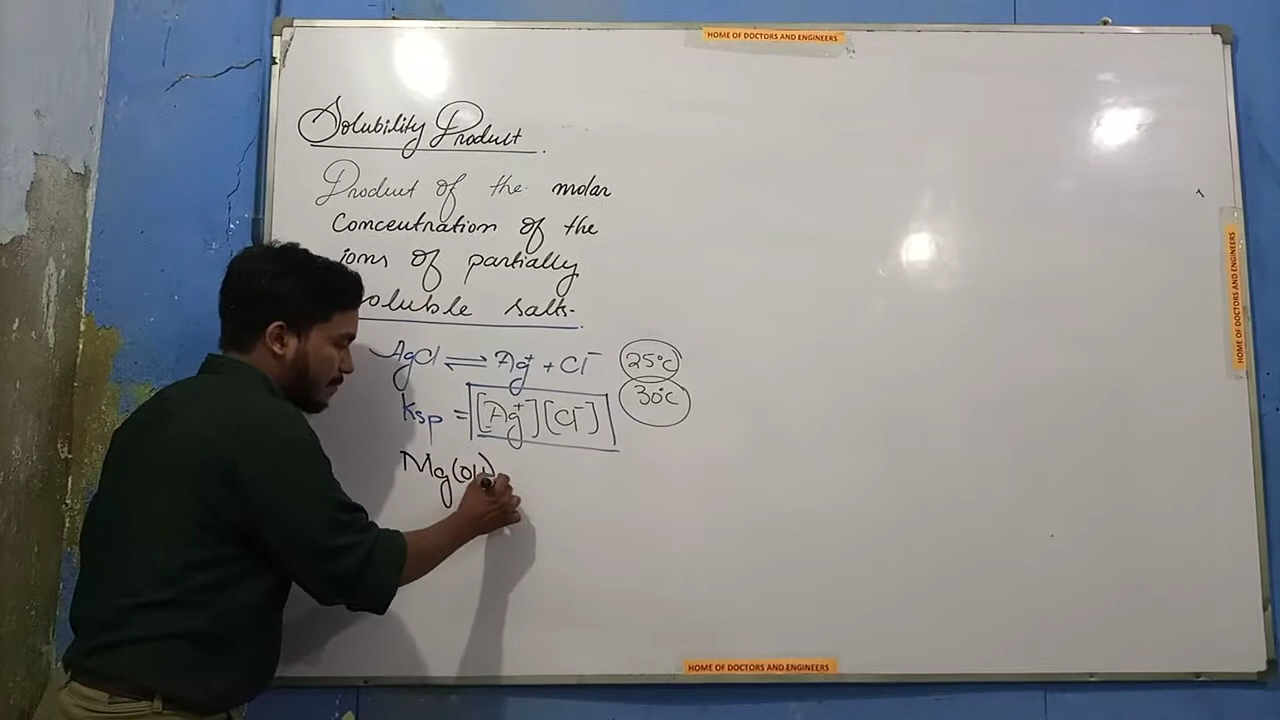 HOME OF DOCTORS AND ENGINEERS
Solubility Product.
Product of the molar
Concentration of the
ions of partially
soluble salts.
AgCl ⇌ Ag⁺ + Cl⁻ 25°C
30°C
Ksp = [Ag⁺][Cl⁻]
Mg(OH)
HOME OF DOCTORS AND ENGINEERS
HOME OF DOCTORS AND ENGINEERS